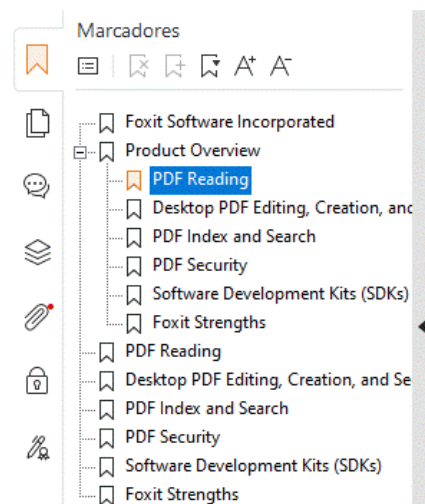 Marcadores
A+ A-
Foxit Software Incorporated
Product Overview
PDF Reading
Desktop PDF Editing, Creation, and
PDF Index and Search
PDF Security
Software Development Kits (SDKs)
Foxit Strengths
PDF Reading
Desktop PDF Editing, Creation, and Se
PDF Index and Search
PDF Security
Software Development Kits (SDKs)
Foxit Strengths